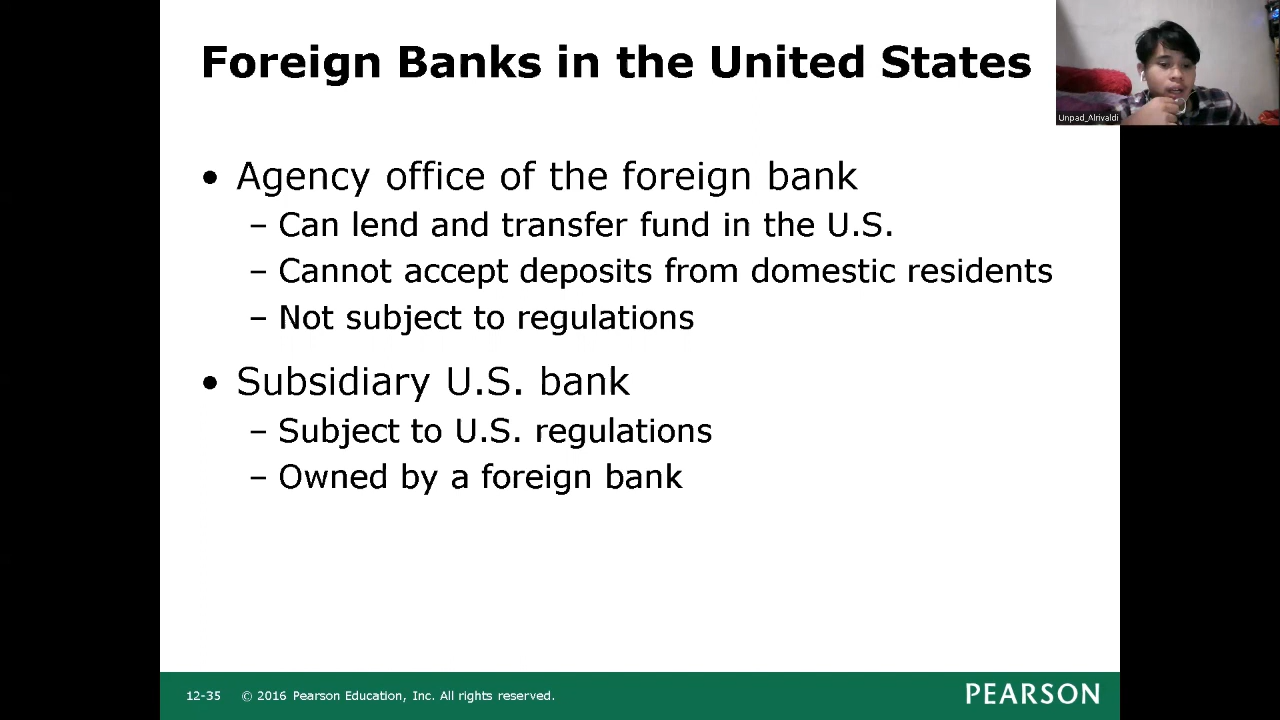 Foreign Banks in the United States
Unpad_Alrivaldi
• Agency office of the foreign bank
– Can lend and transfer fund in the U.S.
– Cannot accept deposits from domestic residents
– Not subject to regulations
• Subsidiary U.S. bank
– Subject to U.S. regulations
– Owned by a foreign bank
12-35 © 2016 Pearson Education, Inc. All rights reserved.
PEARSON